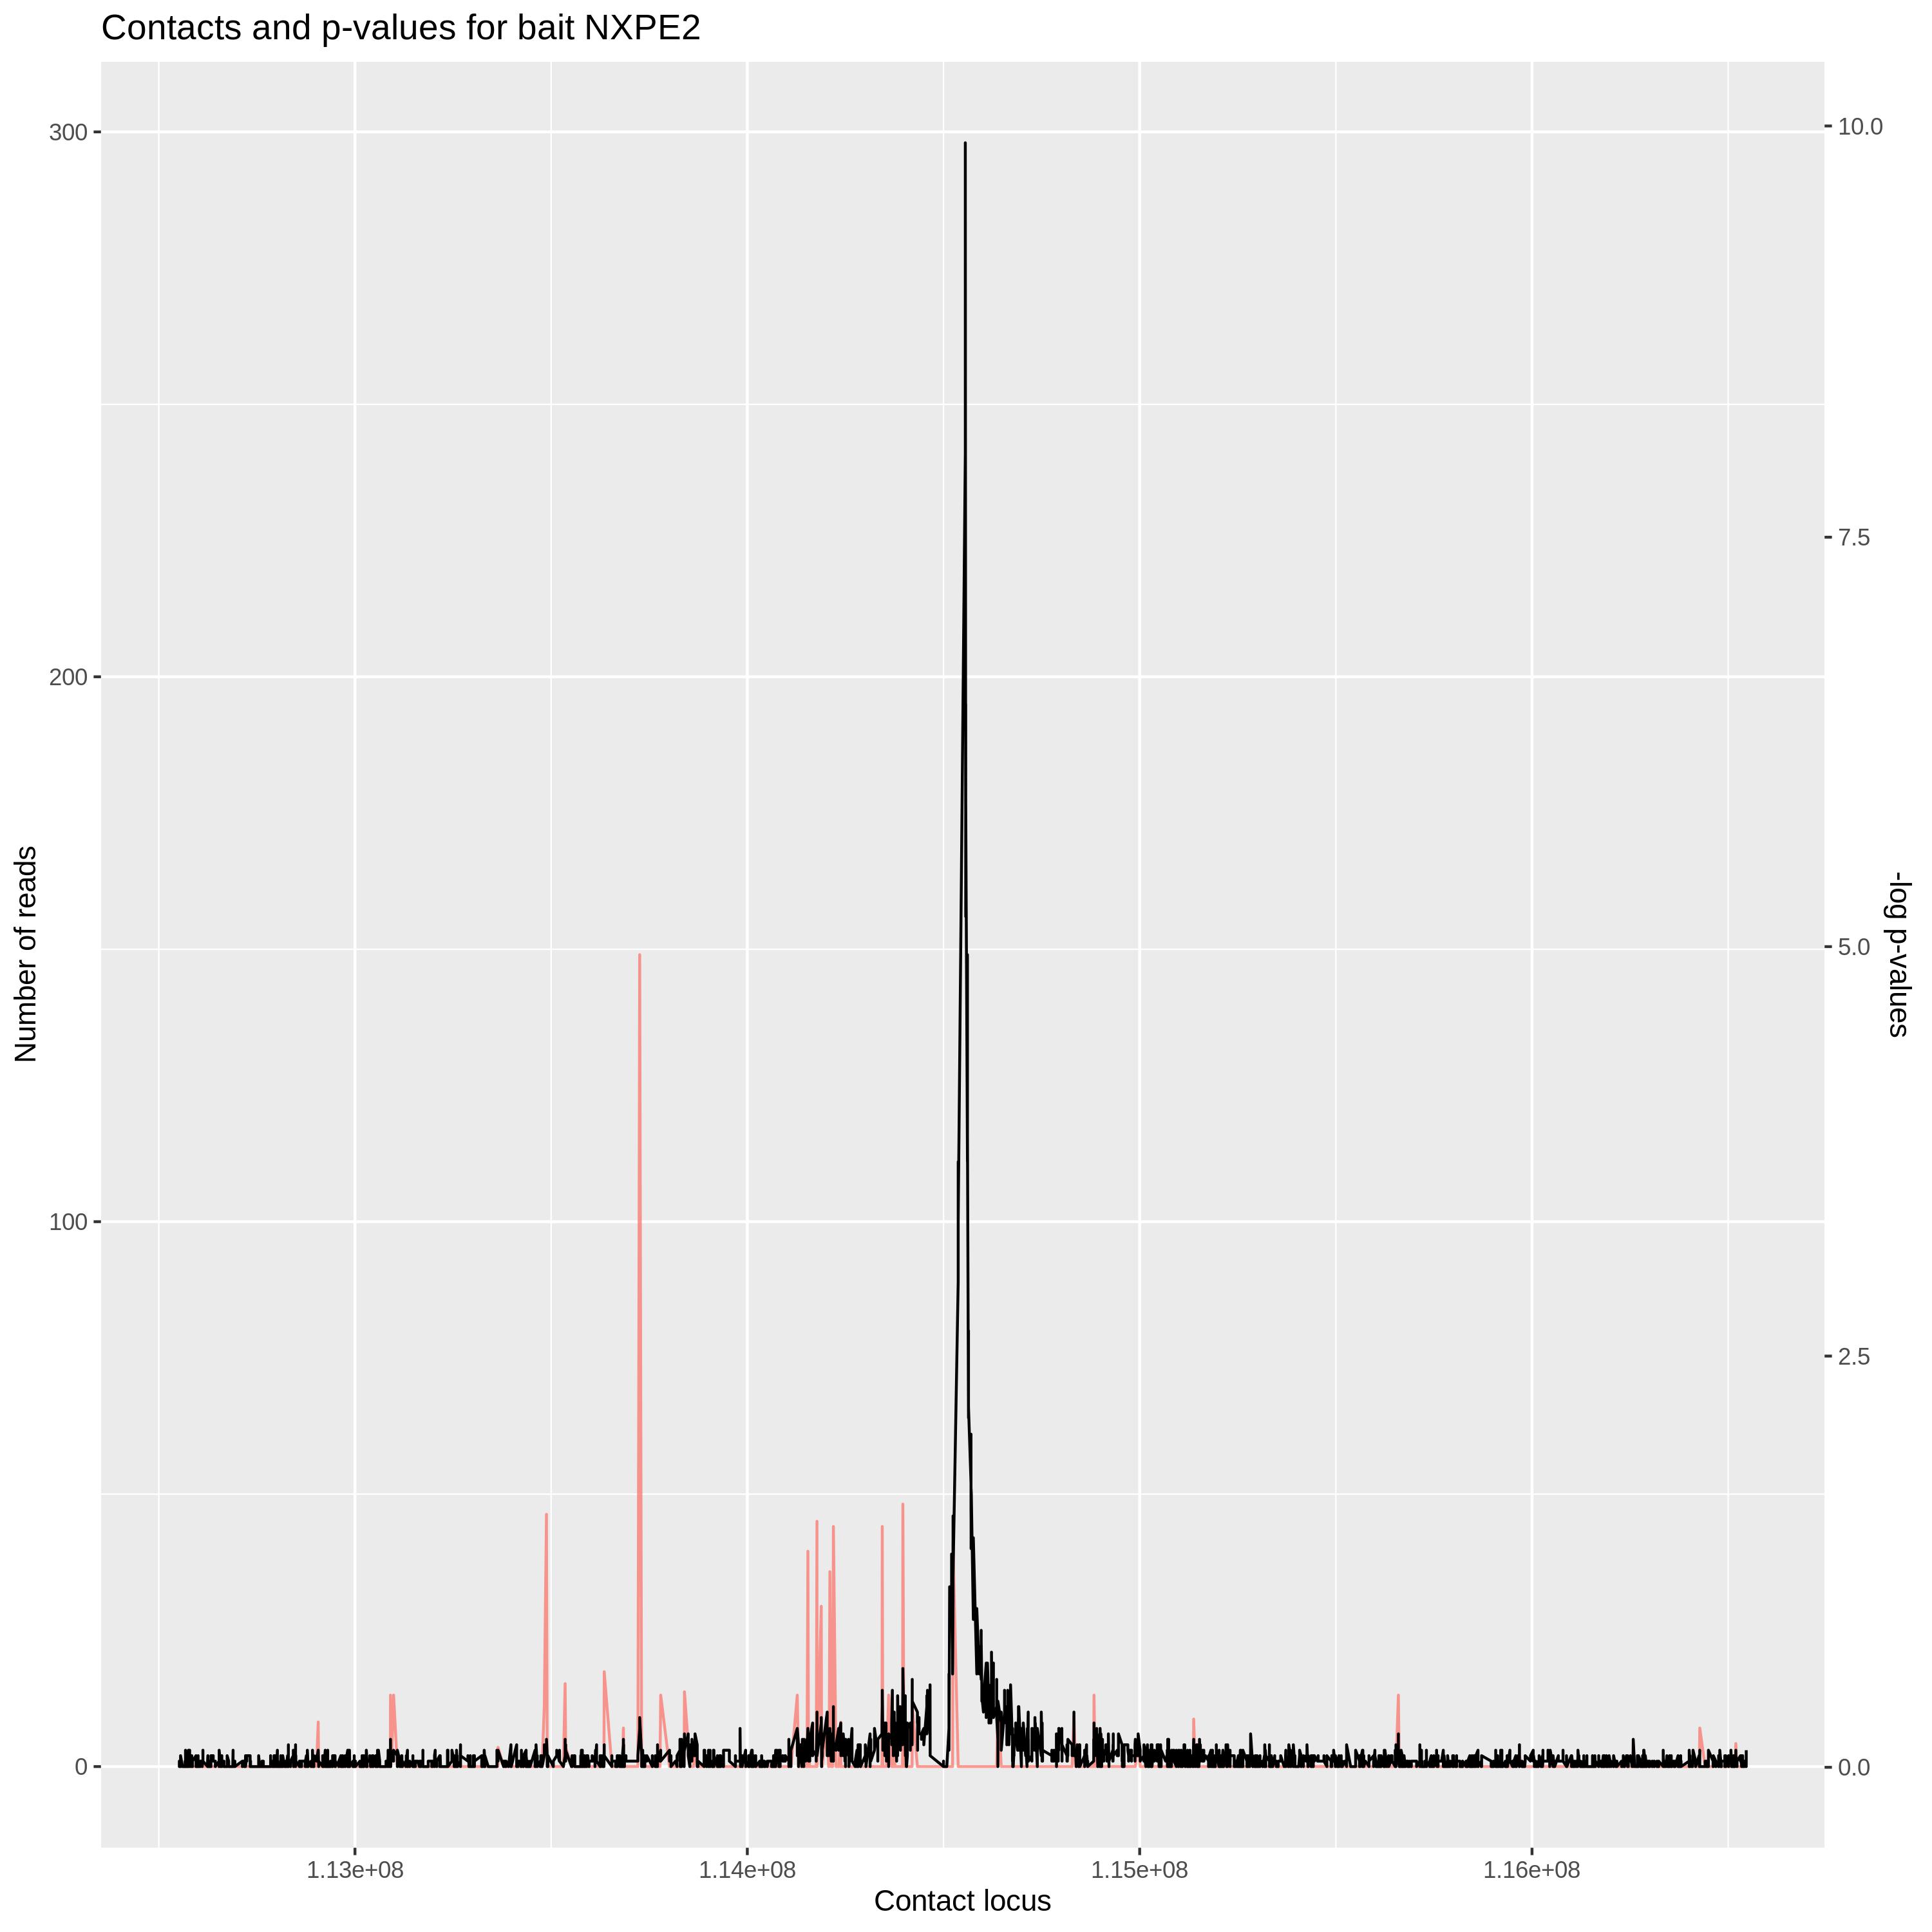 Contacts and p-values for bait NXPE2
300
200
100
0
10.0
7.5
5.0
2.5
0.0
Number of reads
-log p-values
1.13e+08
1.14e+08
1.15e+08
1.16e+08
Contact locus